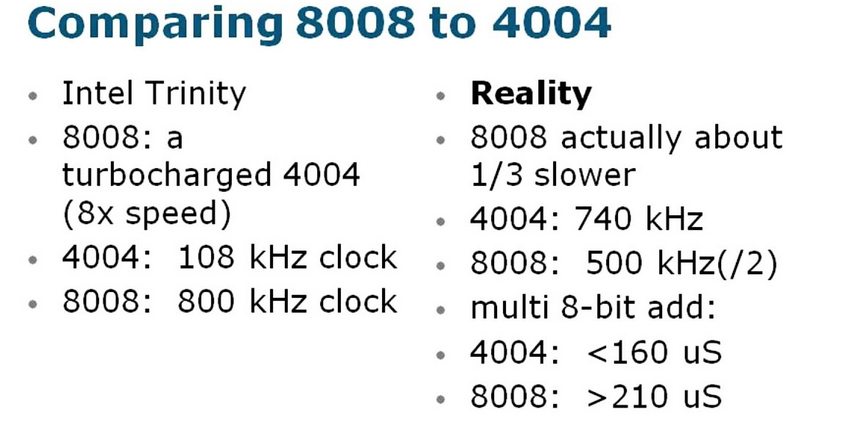 Comparing 8008 to 4004
• Intel Trinity
• 8008: a
turbocharged 4004
(8x speed)
• 4004: 108 kHz clock
• 8008: 800 kHz clock
• Reality
• 8008 actually about
1/3 slower
• 4004: 740 kHz
• 8008: 500 kHz(/2)
• multi 8-bit add:
• 4004: <160 uS
• 8008: >210 uS